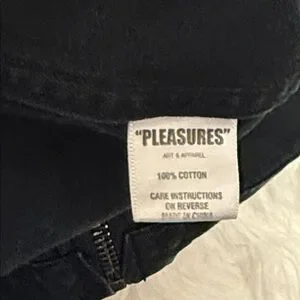 "PLEASURES"
ART & APPAREL
100% COTTON
CARE INSTRUCTIONS
ON REVERSE
MADE IN CHINA